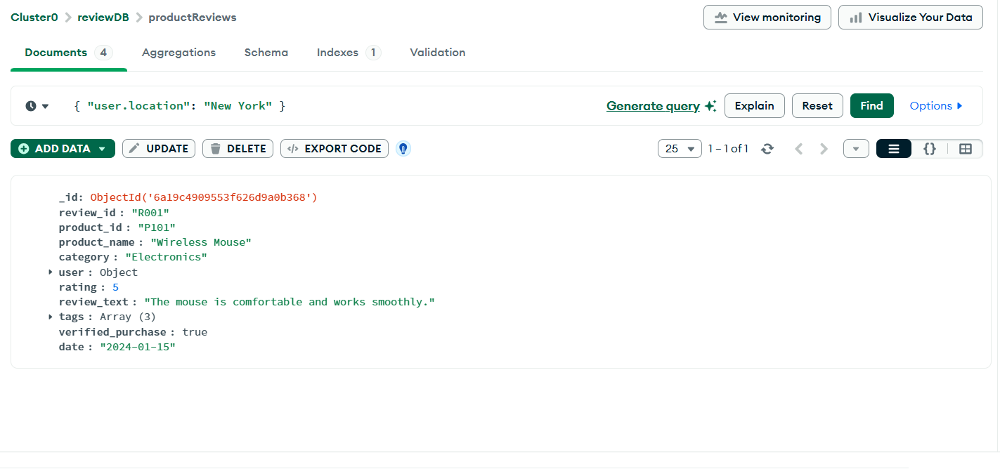 Cluster0 reviewDB productReviews View monitoring Visualize Your Data
Documents 4 Aggregations Schema Indexes 1 Validation
{ "user.location": "New York" } Generate query Explain Reset Find Options
ADD DATA UPDATE DELETE EXPORT CODE 25 1 – 1 of 1 {}
_id: ObjectId('6a19c4909553f626d9a0b368')
review_id : "R001"
product_id : "P101"
product_name : "Wireless Mouse"
category : "Electronics"
user : Object
rating : 5
review_text : "The mouse is comfortable and works smoothly."
tags : Array (3)
verified_purchase : true
date : "2024-01-15"